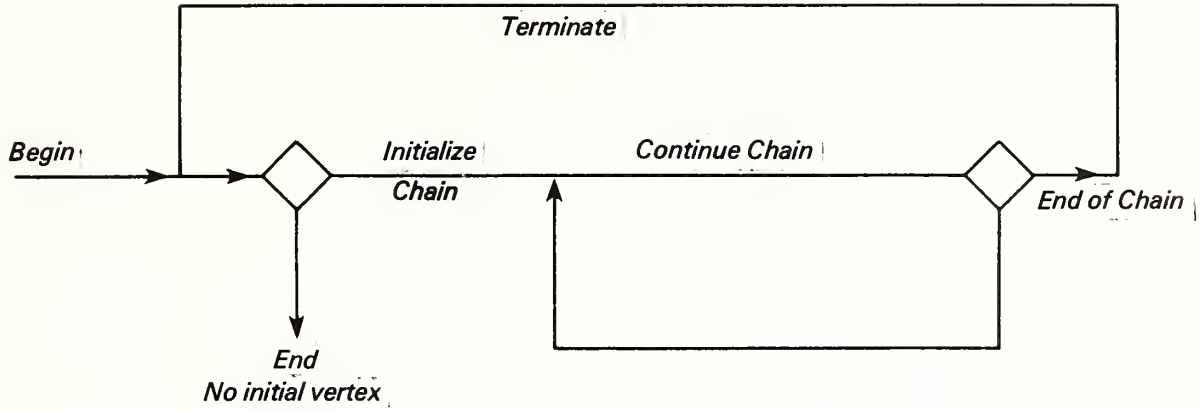 Terminate
Begin
Initialize
Chain
Continue Chain
End of Chain
End
No initial vertex